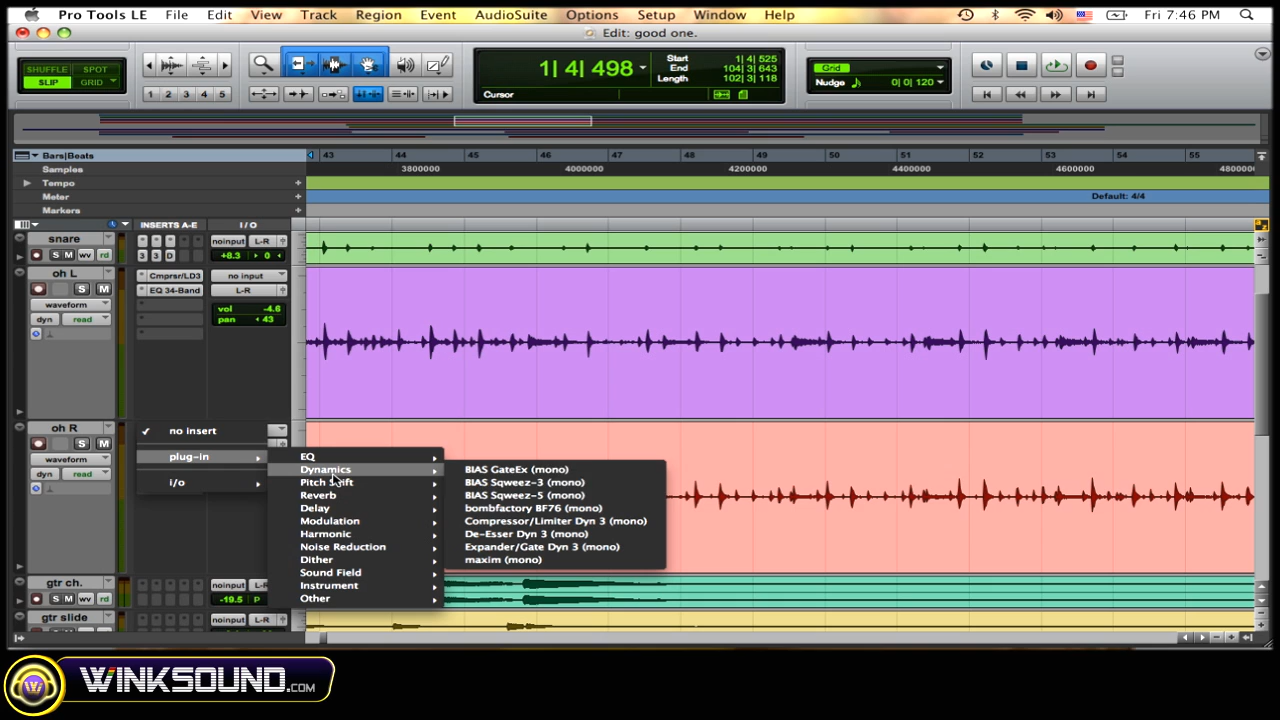 Pro Tools LE File Edit View Track Region Event AudioSuite Options Setup Window Help Fri 7:46 PM
Edit: good one.
SHUFFLE SPOT
SLIP GRID
1 2 3 4 5
1| 4| 498
Start 1| 4| 525
End 104| 3| 643
Length 102| 3| 118
Cursor
Grid
Nudge 0| 0| 120
Bars|Beats 43 44 45 46 47 48 49 50 51 52 53 54 55
Samples 3800000 4000000 4200000 4400000 4600000 4800000
Tempo
Meter Default: 4/4
Markers
INSERTS A-E I / O
snare noinput L-R
S M wv rd 3 3 D +8.3 0
oh L Cmprsr/LD3 no input
S M EQ 34-Band L-R
waveform vol -4.6
dyn read pan 43
oh R no insert
S M
waveform plug-in EQ
dyn read i/o
Dynamics BIAS GateEx (mono)
Pitch Shift BIAS Sqweez-3 (mono)
Reverb BIAS Sqweez-5 (mono)
Delay bombfactory BF76 (mono)
Modulation Compressor/Limiter Dyn 3 (mono)
Harmonic De-Esser Dyn 3 (mono)
Noise Reduction Expander/Gate Dyn 3 (mono)
Dither maxim (mono)
Sound Field
Instrument
Other
gtr ch. noinput L-R
S M wv rd -19.5 P
gtr slide noinput L-R
WINKSOUND.COM